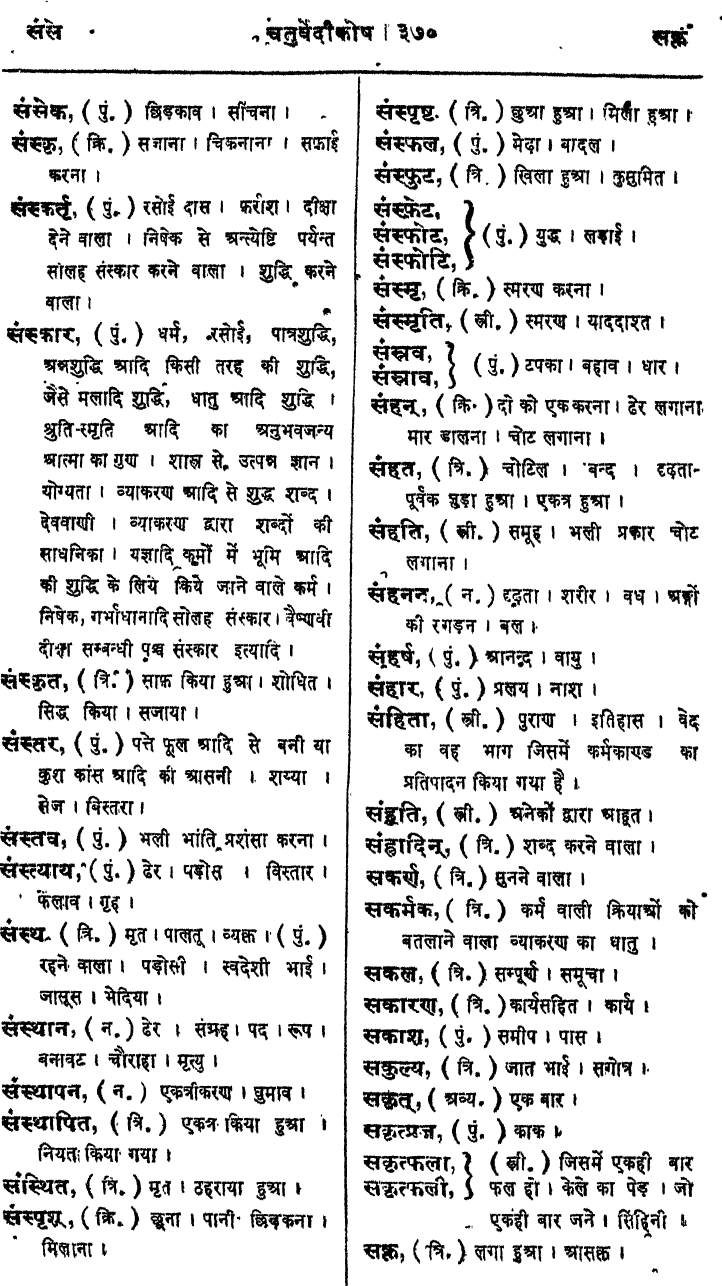 संसे
चतुर्वेदीकोष । ३७०
सक्लं
संसेक, ( पुं. ) छिड़काव । सींचना ।
संस्कृ, ( क्रि. ) सजाना । चिकनाना । सफ़ाई
करना ।
संस्कर्तृ, ( पुं. ) रसोई दास । फ़र्राश । दीक्षा
देने वाला । निषेक से अन्त्येष्टि पर्यन्त
सोलह संस्कार करने वाला । शुद्धि करने
वाला ।
संस्कार, ( पुं. ) धर्म, रसोई, पात्रशुद्धि,
अन्नशुद्धि आदि किसी तरह की शुद्धि,
जैसे मलादि शुद्धि, धातु आदि शुद्धि ।
श्रुति-स्मृति आदि का अनुभवजन्य
आत्मा का गुण । शास्त्र से. उत्पन्न ज्ञान ।
योग्यता । व्याकरण आदि से शुद्ध शब्द ।
देववाणी । व्याकरण द्वारा शब्दों की
साधनिका । यज्ञादि कर्मों में भूमि आदि
की शुद्धि के लिये किये जाने वाले कर्म ।
निषेक, गर्भाधानादि सोलह संस्कार । वैष्णवी
दीक्षा सम्बन्धी पञ्च संस्कार इत्यादि ।
संस्कृत, ( त्रि. ) साफ़ किया हुआ । शोधित ।
सिद्ध किया । सजाया ।
संस्तर, ( पुं. ) पत्ते फूल आदि से बनी या
कुश कांस आदि की आसनी । शय्या ।
सेज । बिस्तरा ।
संस्तव, ( पुं. ) भली भांति प्रशंसा करना ।
संस्त्याय, ( पुं. ) ढेर । पड़ोस । विस्तार ।
फैलाव । गृह ।
संस्थ. ( त्रि. ) मृत । पालतू । व्यक्त । ( पुं. )
रहने वाला । पड़ोसी । स्वदेशी भाई ।
जासूस । भेदिया ।
संस्थान, ( न. ) ढेर । संग्रह । पद । रूप ।
बनावट । चौराहा । मृत्यु ।
संस्थापन, ( न. ) एकत्रीकरण । घुमाव ।
संस्थापित, ( त्रि. ) एकत्र किया हुआ ।
नियत किया गया ।
संस्थित, ( त्रि. ) मृत । ठहराया हुआ ।
संस्पृश्, ( क्रि. ) छूना । पानी छिड़कना ।
मिलाना ।
संस्पृष्ट. ( त्रि. ) छुआ हुआ । मिला हुआ ।
संस्फल, ( पुं. ) मेढ़ा । बादल ।
संस्फुट, ( त्रि. ) खिला हुआ । कुसुमित ।
संस्फेट,
संस्फोट, ( पुं. ) युद्ध । लड़ाई ।
संस्फोटि,
संस्मृ, ( क्रि. ) स्मरण करना ।
संस्मृति, ( स्त्री. ) स्मरण । याददाश्त ।
संस्रव,
संस्राव, ( पुं. ) टपका । बहाव । धार ।
संहन्, ( क्रि. ) दो को एक करना । ढेर लगाना
मार डालना । चोट लगाना ।
संहत, ( त्रि. ) चोटिल । बन्द । दृढ़ता-
पूर्वक जुड़ा हुआ । एकत्र हुआ ।
संहति, ( स्त्री. ) समूह । भली प्रकार चोट
लगाना ।
संहनन, ( न. ) दृढ़ता । शरीर । वध । अङ्गों
की रगड़न । बल ।
संहर्ष, ( पुं. ) आनन्द । वायु ।
संहार, ( पुं. ) प्रलय । नाश ।
संहिता, ( स्त्री. ) पुराण । इतिहास । वेद
का वह भाग जिसमें कर्मकाण्ड का
प्रतिपादन किया गया है ।
संहूति, ( स्त्री. ) अनेकों द्वारा आहूत ।
संह्रादिन्, ( त्रि. ) शब्द करने वाला ।
सकर्ण, ( त्रि. ) सुनने वाला ।
सकर्मक, ( त्रि. ) कर्म वाली क्रियाओं को
बतलाने वाला व्याकरण का धातु ।
सकल, ( त्रि. ) सम्पूर्ण । समूचा ।
सकारण, ( त्रि. ) कार्यसहित । कार्य ।
सकाश, ( पुं. ) समीप । पास ।
सकुल्य, ( त्रि. ) जात भाई । सगोत्र ।
सकृत्, ( अव्य. ) एक बार ।
सकृत्प्रज, ( पुं. ) काक ।
सकृत्फला, ( स्त्री. ) जिसमें एकही बार
सकृत्फली, फल हो । केले का पेड़ । जो
एकही बार जने । सिंहिनी ।
सक्त, ( त्रि. ) लगा हुआ । आसक्त ।